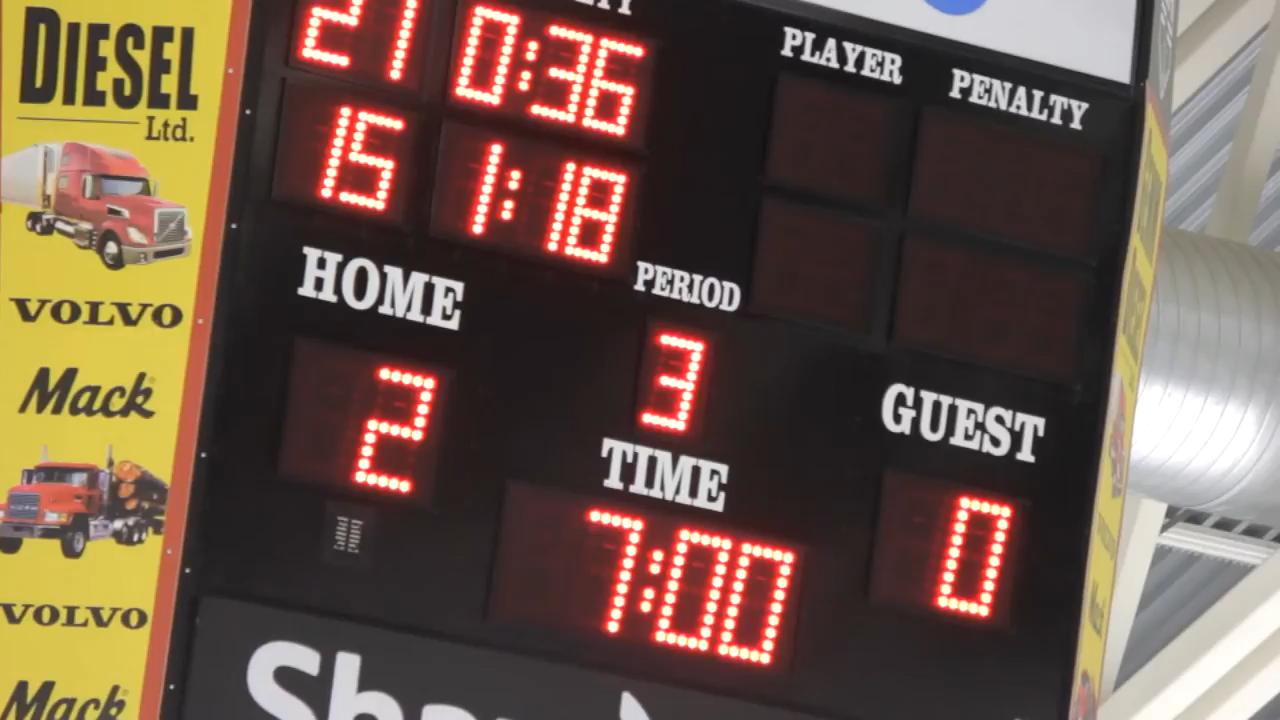 DIESEL
Ltd.
VOLVO
Mack
VOLVO
Mack
21 0:36
15 1:18
PLAYER PENALTY
HOME
PERIOD
2
3
GUEST
TIME
7:00
0